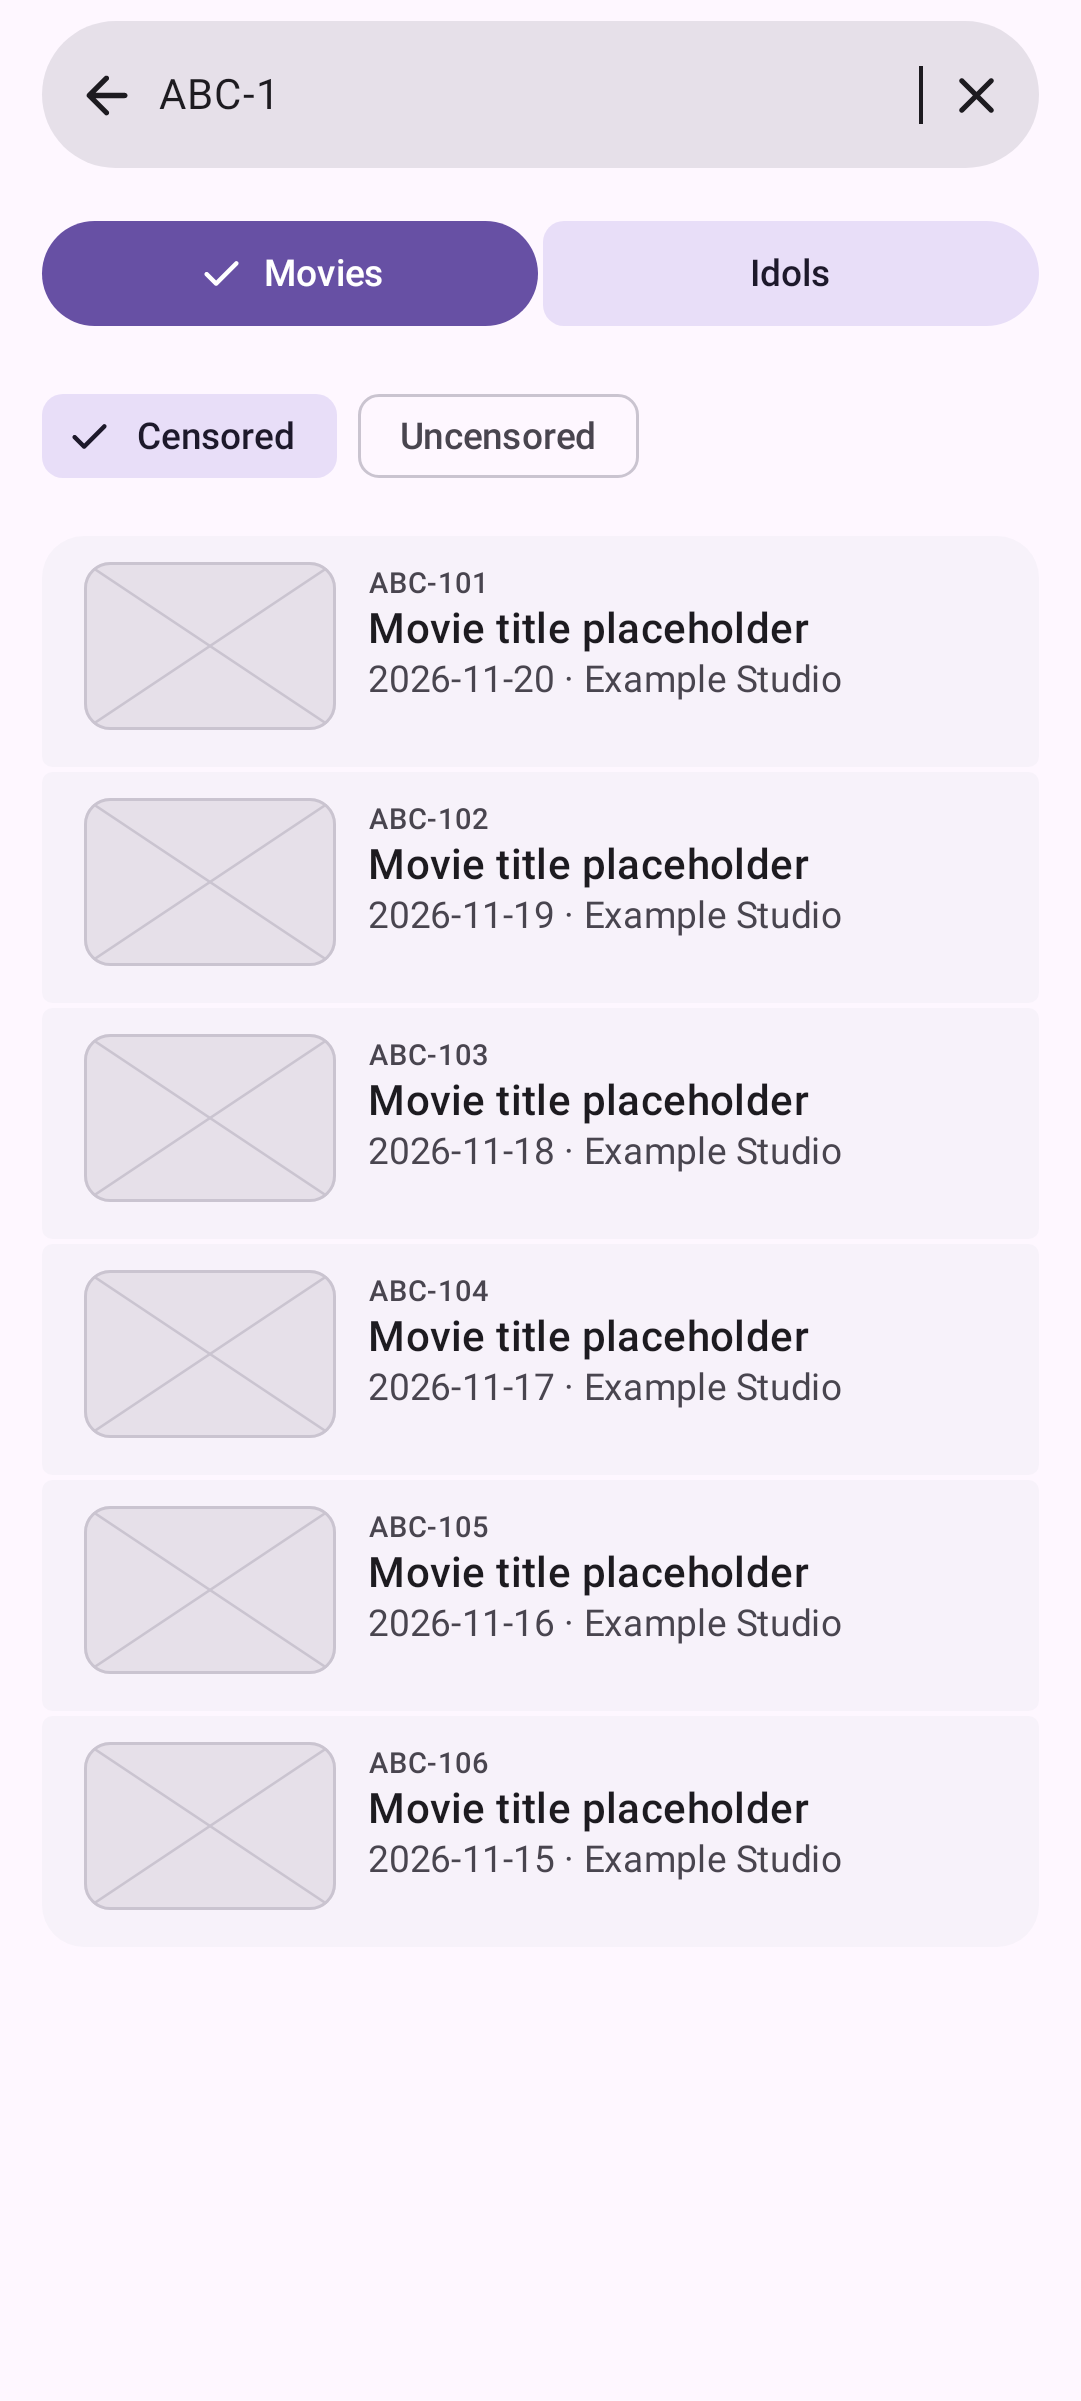 ABC-1
Movies
Idols
Censored
Uncensored
ABC-101
Movie title placeholder
2026-11-20 · Example Studio
ABC-102
Movie title placeholder
2026-11-19 · Example Studio
ABC-103
Movie title placeholder
2026-11-18 · Example Studio
ABC-104
Movie title placeholder
2026-11-17 · Example Studio
ABC-105
Movie title placeholder
2026-11-16 · Example Studio
ABC-106
Movie title placeholder
2026-11-15 · Example Studio